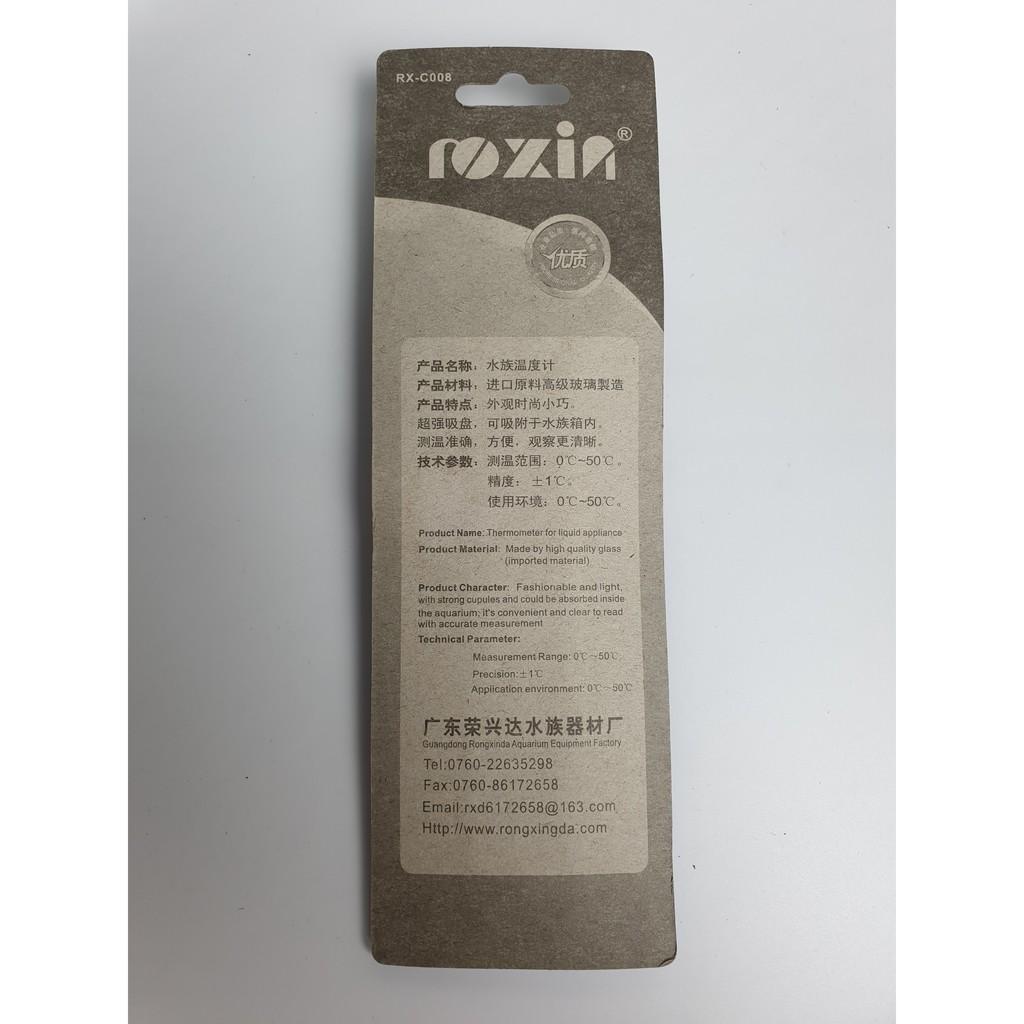 RX-C008
roxin®
优质
产品名称：水族温度计
产品材料：进口原料高级玻璃製造
产品特点：外观时尚小巧。
超强吸盘，可吸附于水族箱内。
测温准确，方便，观察更清晰。
技术参数：测温范围：0℃~50℃。
精度：±1℃。
使用环境：0℃~50℃。
Product Name: Thermometer for liquid appliance
Product Material: Made by high quality glass
(imported material)
Product Character: Fashionable and light,
with strong cupules and could be absorbed inside
the aquarium; it's convenient and clear to read
with accurate measurement
Technical Parameter:
Measurement Range: 0℃~50℃
Precision:±1℃
Application environment: 0℃~50℃
广东荣兴达水族器材厂
Guangdong Rongxinda Aquarium Equipment Factory
Tel:0760-22635298
Fax:0760-86172658
Email:rxd6172658@163.com
Http://www.rongxingda.com